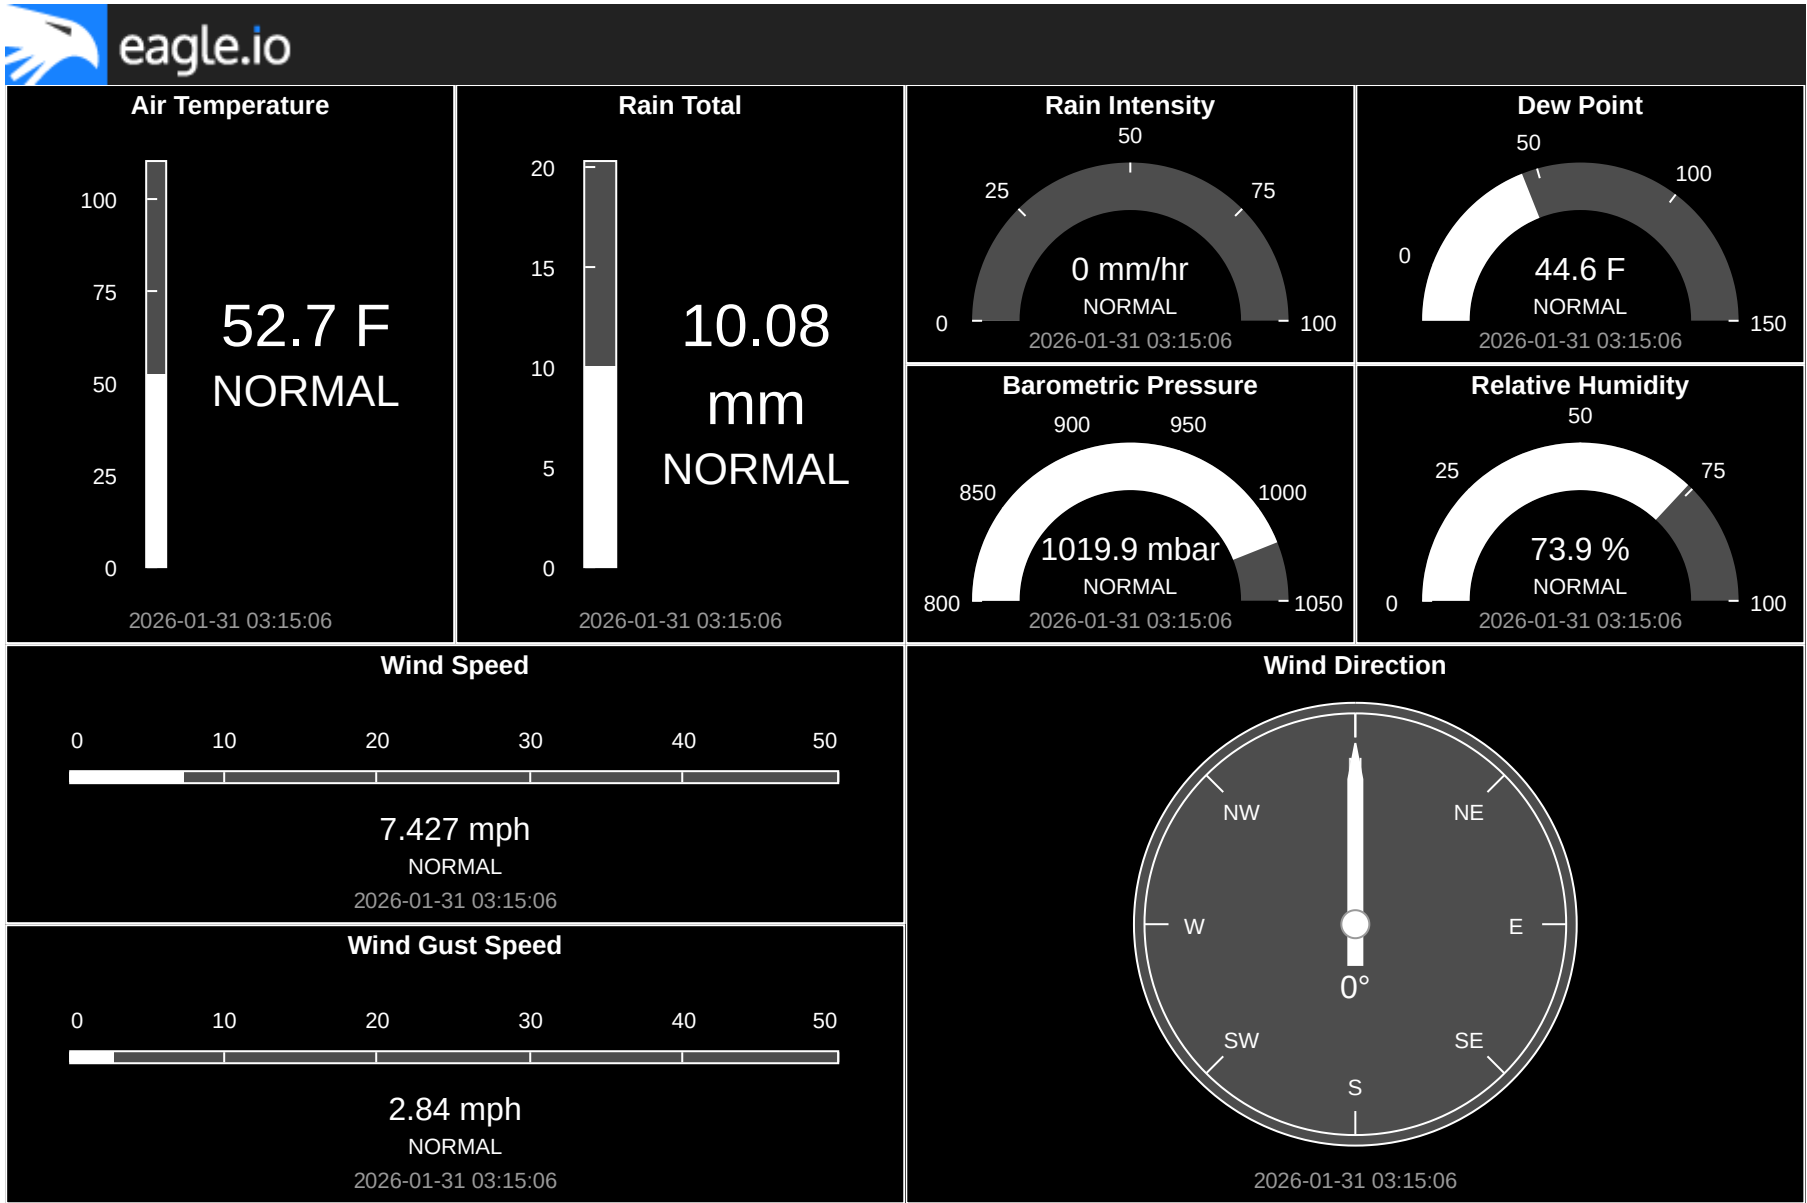 eagle.io
Air Temperature
100
75
50
25
0
52.7 F
NORMAL
2026-01-31 03:15:06
Rain Total
20
15
10
5
0
10.08
mm
NORMAL
2026-01-31 03:15:06
Rain Intensity
0
25
50
75
100
0 mm/hr
NORMAL
2026-01-31 03:15:06
Dew Point
0
50
100
150
44.6 F
NORMAL
2026-01-31 03:15:06
Barometric Pressure
800
850
900
950
1000
1050
1019.9 mbar
NORMAL
2026-01-31 03:15:06
Relative Humidity
0
25
50
75
100
73.9 %
NORMAL
2026-01-31 03:15:06
Wind Speed
0 10 20 30 40 50
7.427 mph
NORMAL
2026-01-31 03:15:06
Wind Gust Speed
0 10 20 30 40 50
2.84 mph
NORMAL
2026-01-31 03:15:06
Wind Direction
NW NE
W E
0°
SW SE
S
2026-01-31 03:15:06